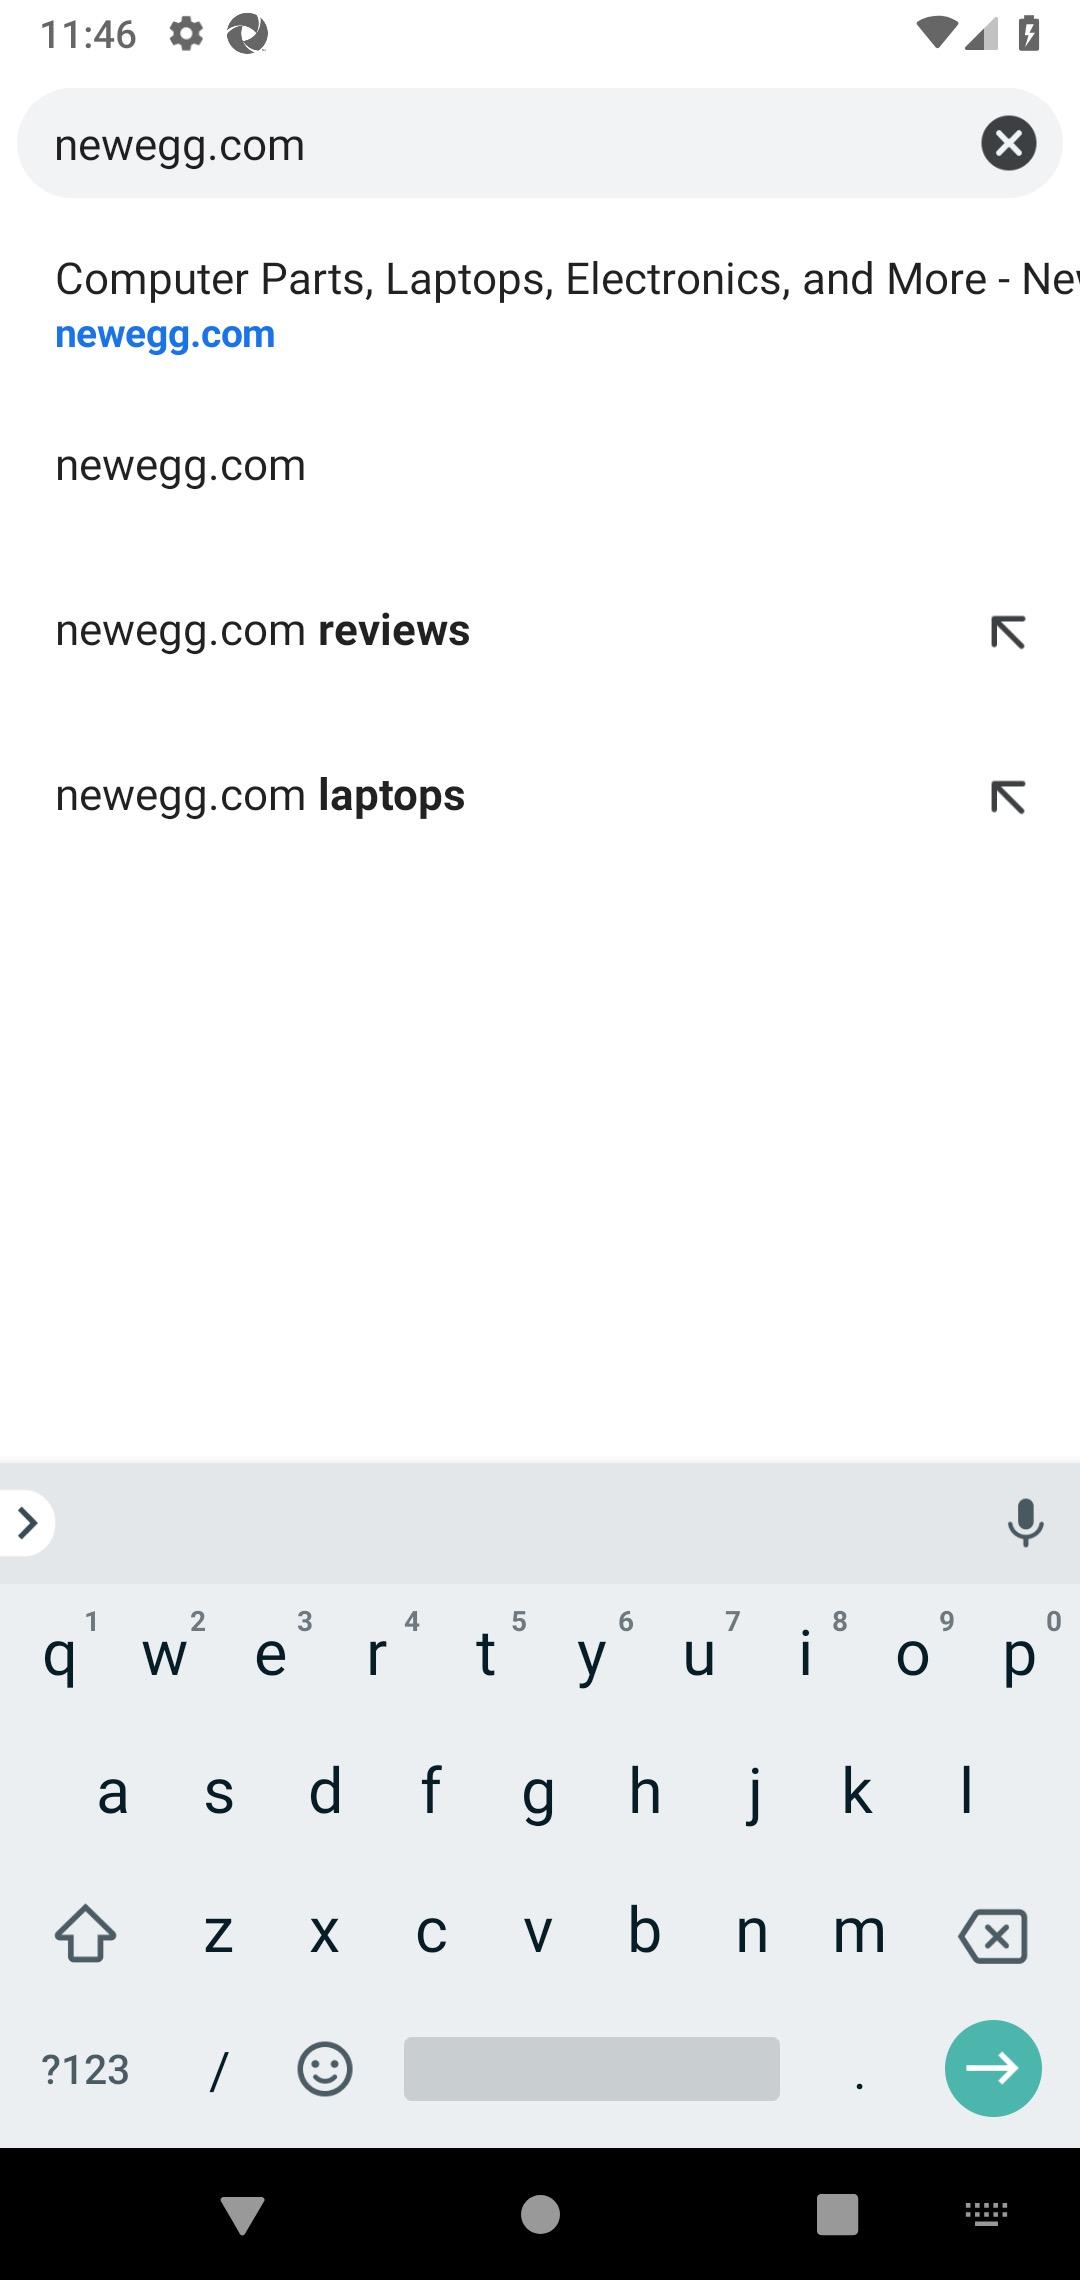 11:46
newegg.com
Computer Parts, Laptops, Electronics, and More - Nev
newegg.com
newegg.com
newegg.com reviews
newegg.com laptops
1 2 3 4 5 6 7 8 9 0
q w e r t y u i o p
a s d f g h j k l
z x c v b n m
?123 / .